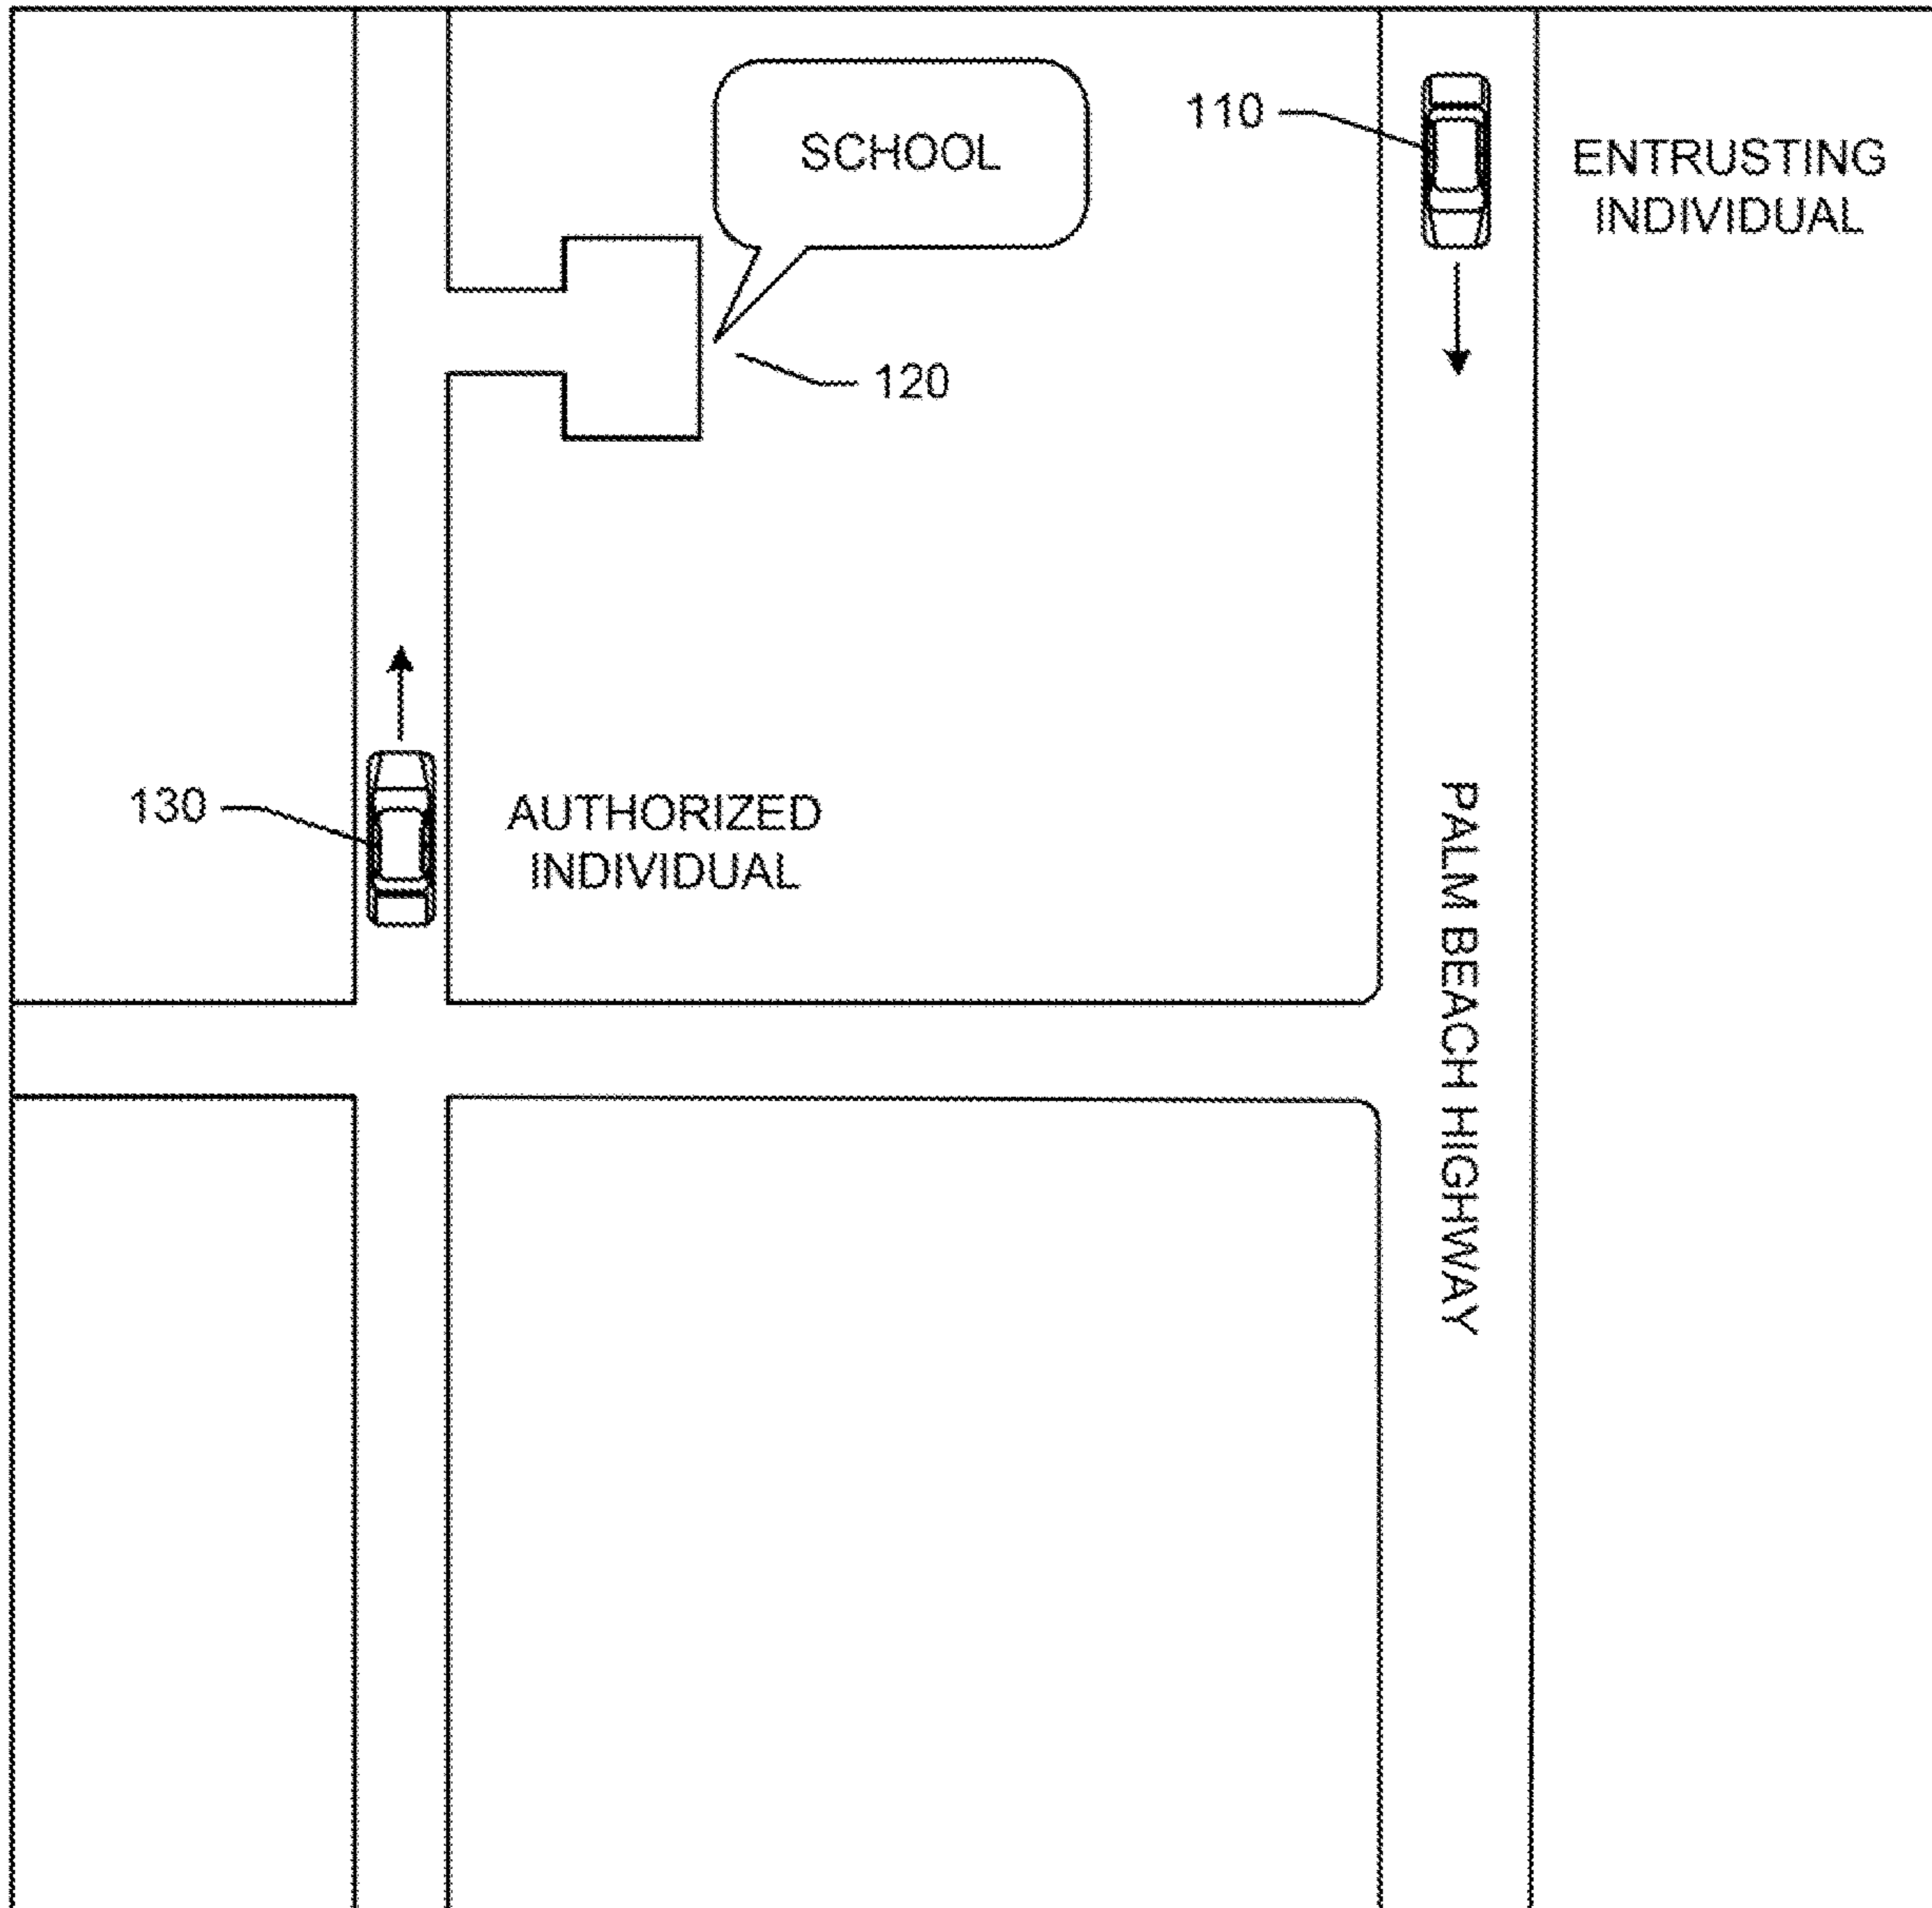 SCHOOL
110
ENTRUSTING
INDIVIDUAL
120
130
AUTHORIZED
INDIVIDUAL
PALM BEACH HIGHWAY